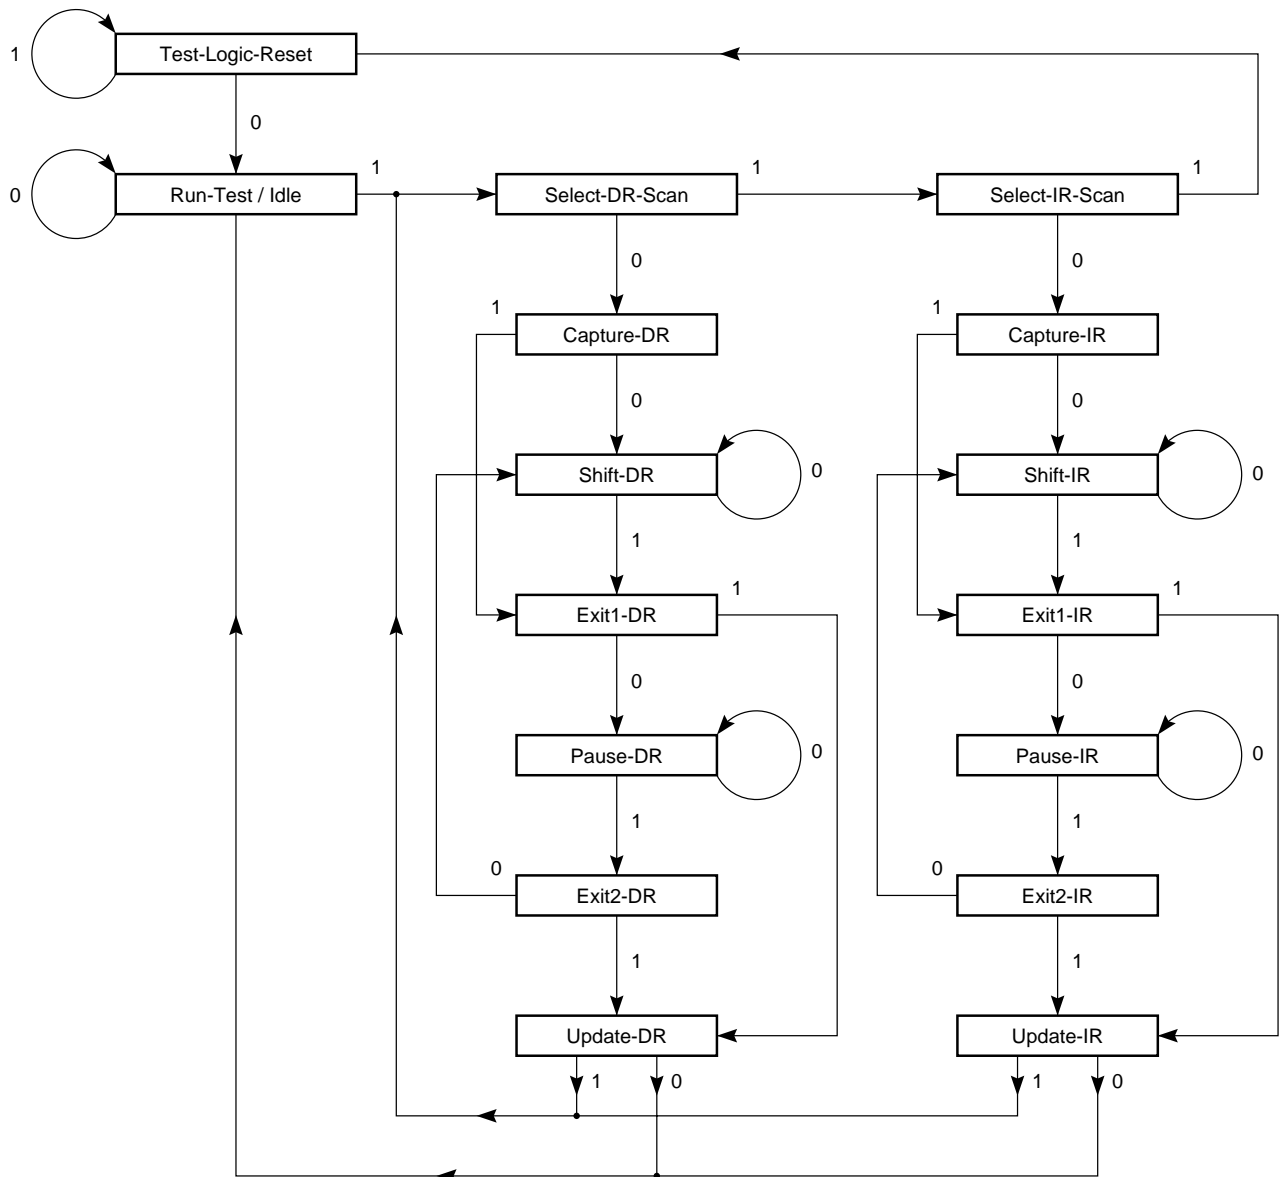 1
Test-Logic-Reset
0
0
Run-Test / Idle
1
Select-DR-Scan
1
Select-IR-Scan
1
0
0
1
Capture-DR
1
Capture-IR
0
0
Shift-DR
0
Shift-IR
0
1
1
Exit1-DR
1
Exit1-IR
1
0
0
Pause-DR
0
Pause-IR
0
1
1
0
Exit2-DR
0
Exit2-IR
1
1
Update-DR
Update-IR
1
0
1
0